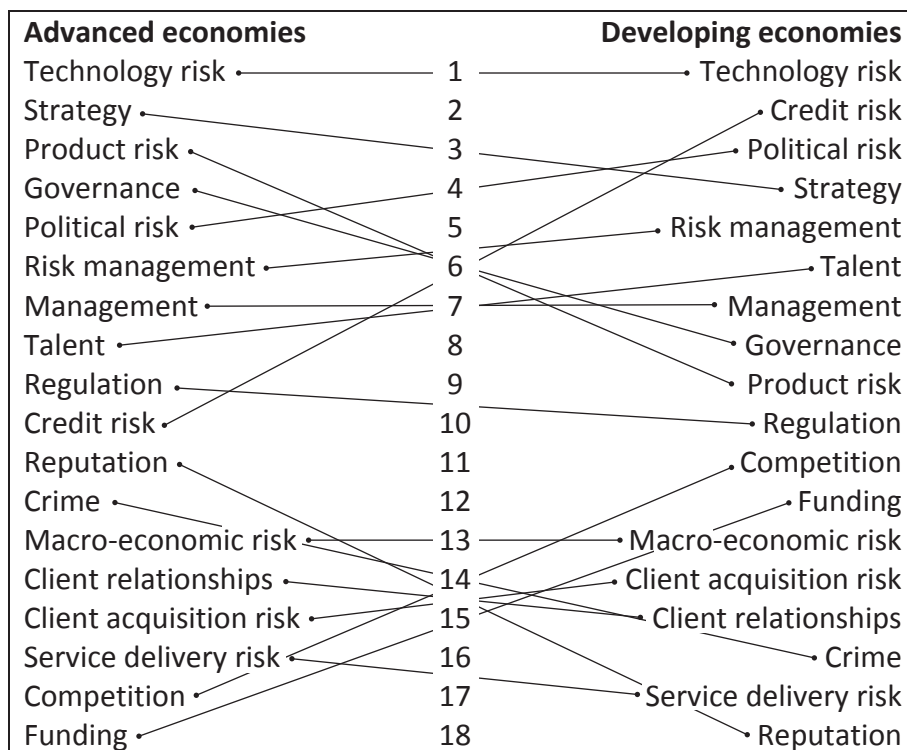 Advanced economies Developing economies
Technology risk 1 Technology risk
Strategy 2 Credit risk
Product risk 3 Political risk
Governance 4 Strategy
Political risk 5 Risk management
Risk management 6 Talent
Management 7 Management
Talent 8 Governance
Regulation 9 Product risk
Credit risk 10 Regulation
Reputation 11 Competition
Crime 12 Funding
Macro-economic risk 13 Macro-economic risk
Client relationships 14 Client acquisition risk
Client acquisition risk 15 Client relationships
Service delivery risk 16 Crime
Competition 17 Service delivery risk
Funding 18 Reputation